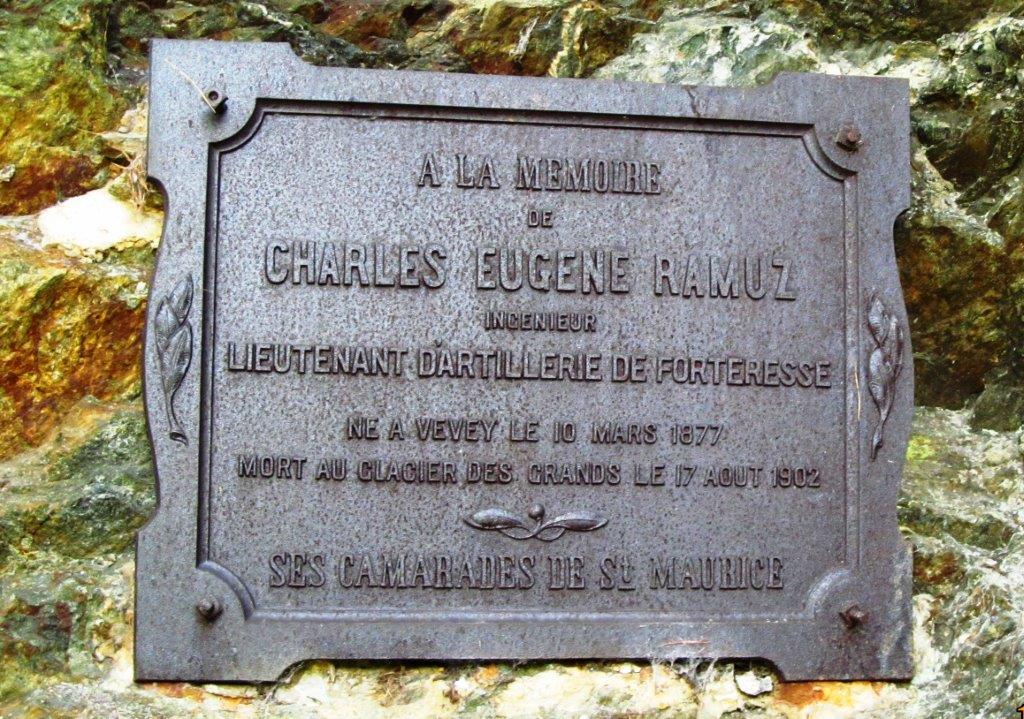 A LA MEMOIRE
DE
CHARLES EUGENE RAMUZ
INGENIEUR
LIEUTENANT D'ARTILLERIE DE FORTERESSE
NE A VEVEY LE 10 MARS 1877
MORT AU GLACIER DES GRANDS LE 17 AOUT 1902
SES CAMARADES DE St MAURICE